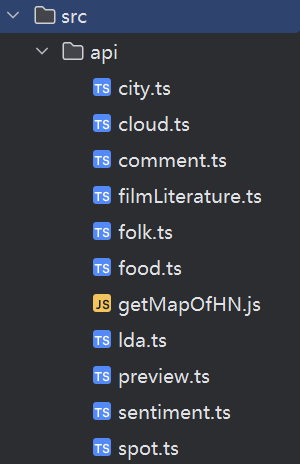 src
api
TS city.ts
TS cloud.ts
TS comment.ts
TS filmLiterature.ts
TS folk.ts
TS food.ts
JS getMapOfHN.js
TS lda.ts
TS preview.ts
TS sentiment.ts
TS spot.ts